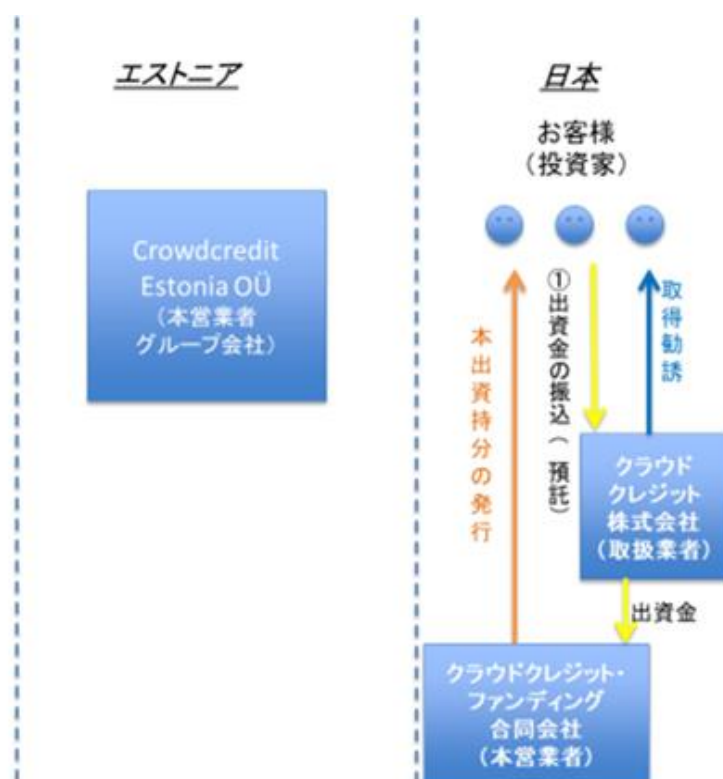 エストニア
Crowdcredit
Estonia OÜ
(本営業者
グループ会社)
日本
お客様
(投資家)
本出資持分の発行
①出資金の振込(預託)
取得勧誘
クラウド
クレジット
株式会社
(取扱業者)
出資金
クラウドクレジット・
ファンディング
合同会社
(本営業者)